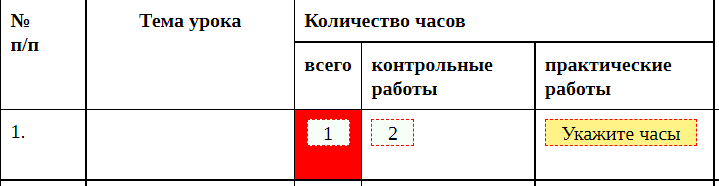 №
п/п
Тема урока
Количество часов
всего
контрольные
работы
практические
работы
1.
1
2
Укажите часы